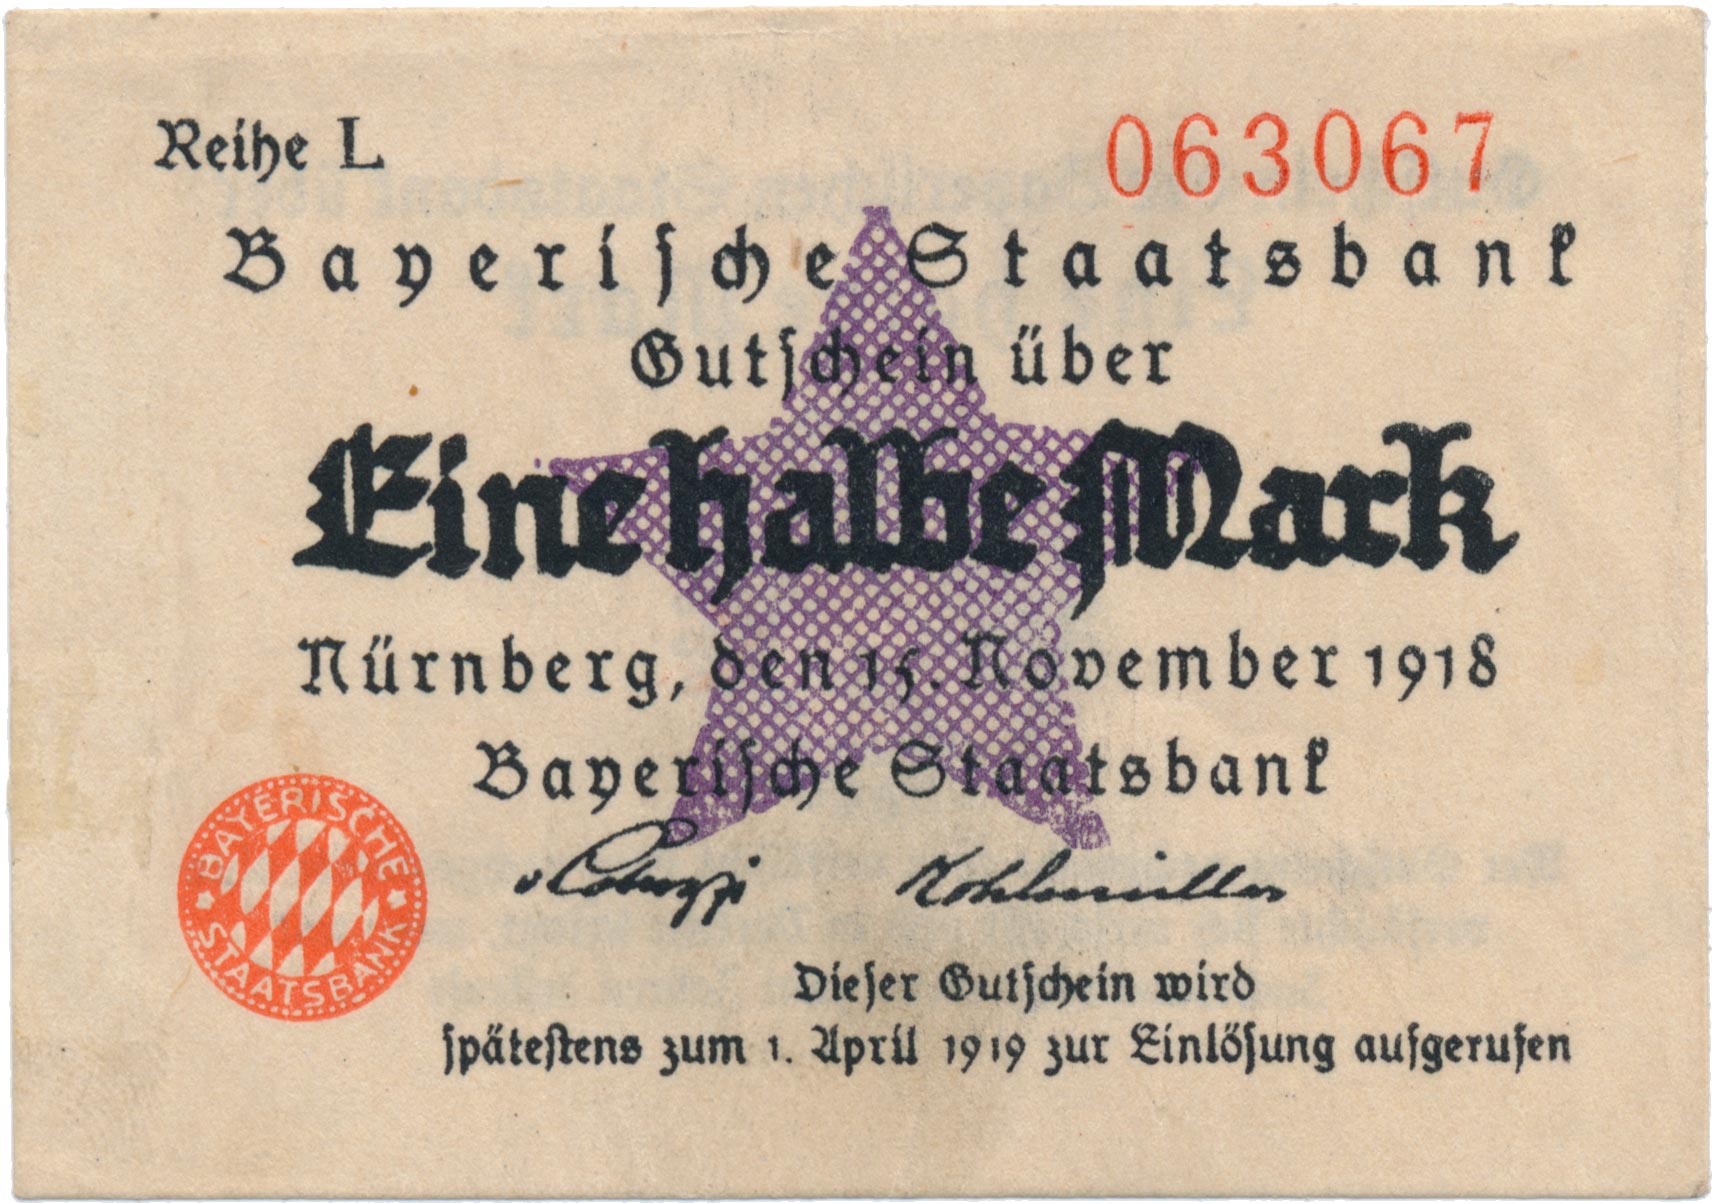 Reihe L
063067
Bayerische Staatsbank
Gutschein über
Eine halbe Mark
Nürnberg, den 15. November 1918
Bayerische Staatsbank
Kohlmüller
BAYERISCHE STAATSBANK
Dieser Gutschein wird
spätestens zum 1. April 1919 zur Einlösung aufgerufen